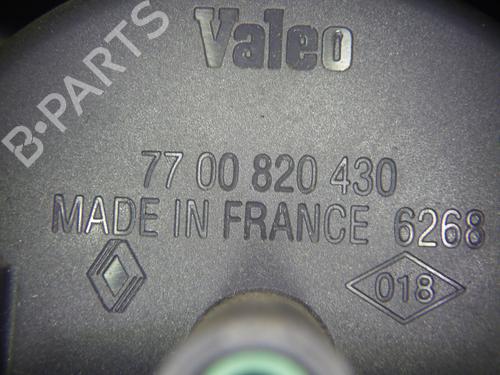 B-PARTS
Valeo
77 00 820 430
MADE IN FRANCE 6268
018